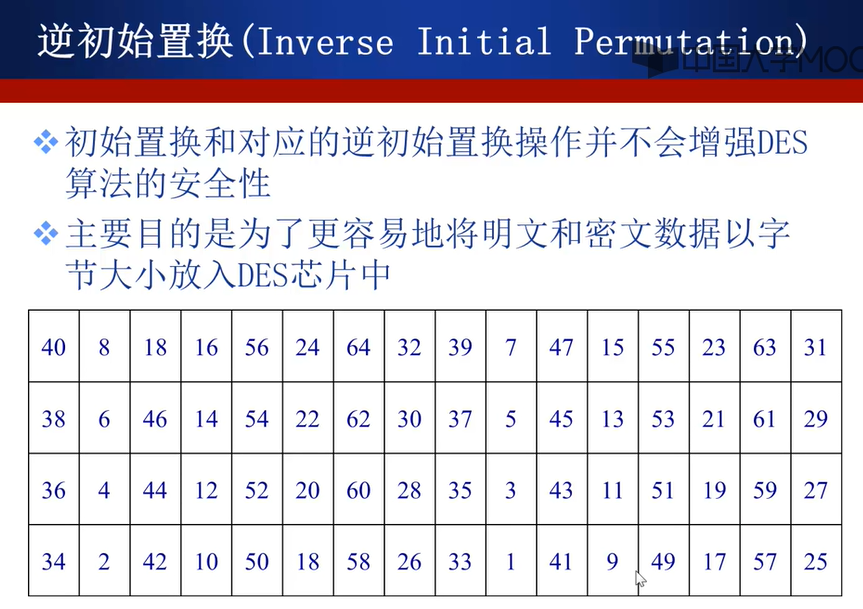 逆初始置换(Inverse Initial Permutation)
中国大学MOO
初始置换和对应的逆初始置换操作并不会增强DES
算法的安全性
主要目的是为了更容易地将明文和密文数据以字
节大小放入DES芯片中
40 8 18 16 56 24 64 32 39 7 47 15 55 23 63 31
38 6 46 14 54 22 62 30 37 5 45 13 53 21 61 29
36 4 44 12 52 20 60 28 35 3 43 11 51 19 59 27
34 2 42 10 50 18 58 26 33 1 41 9 49 17 57 25